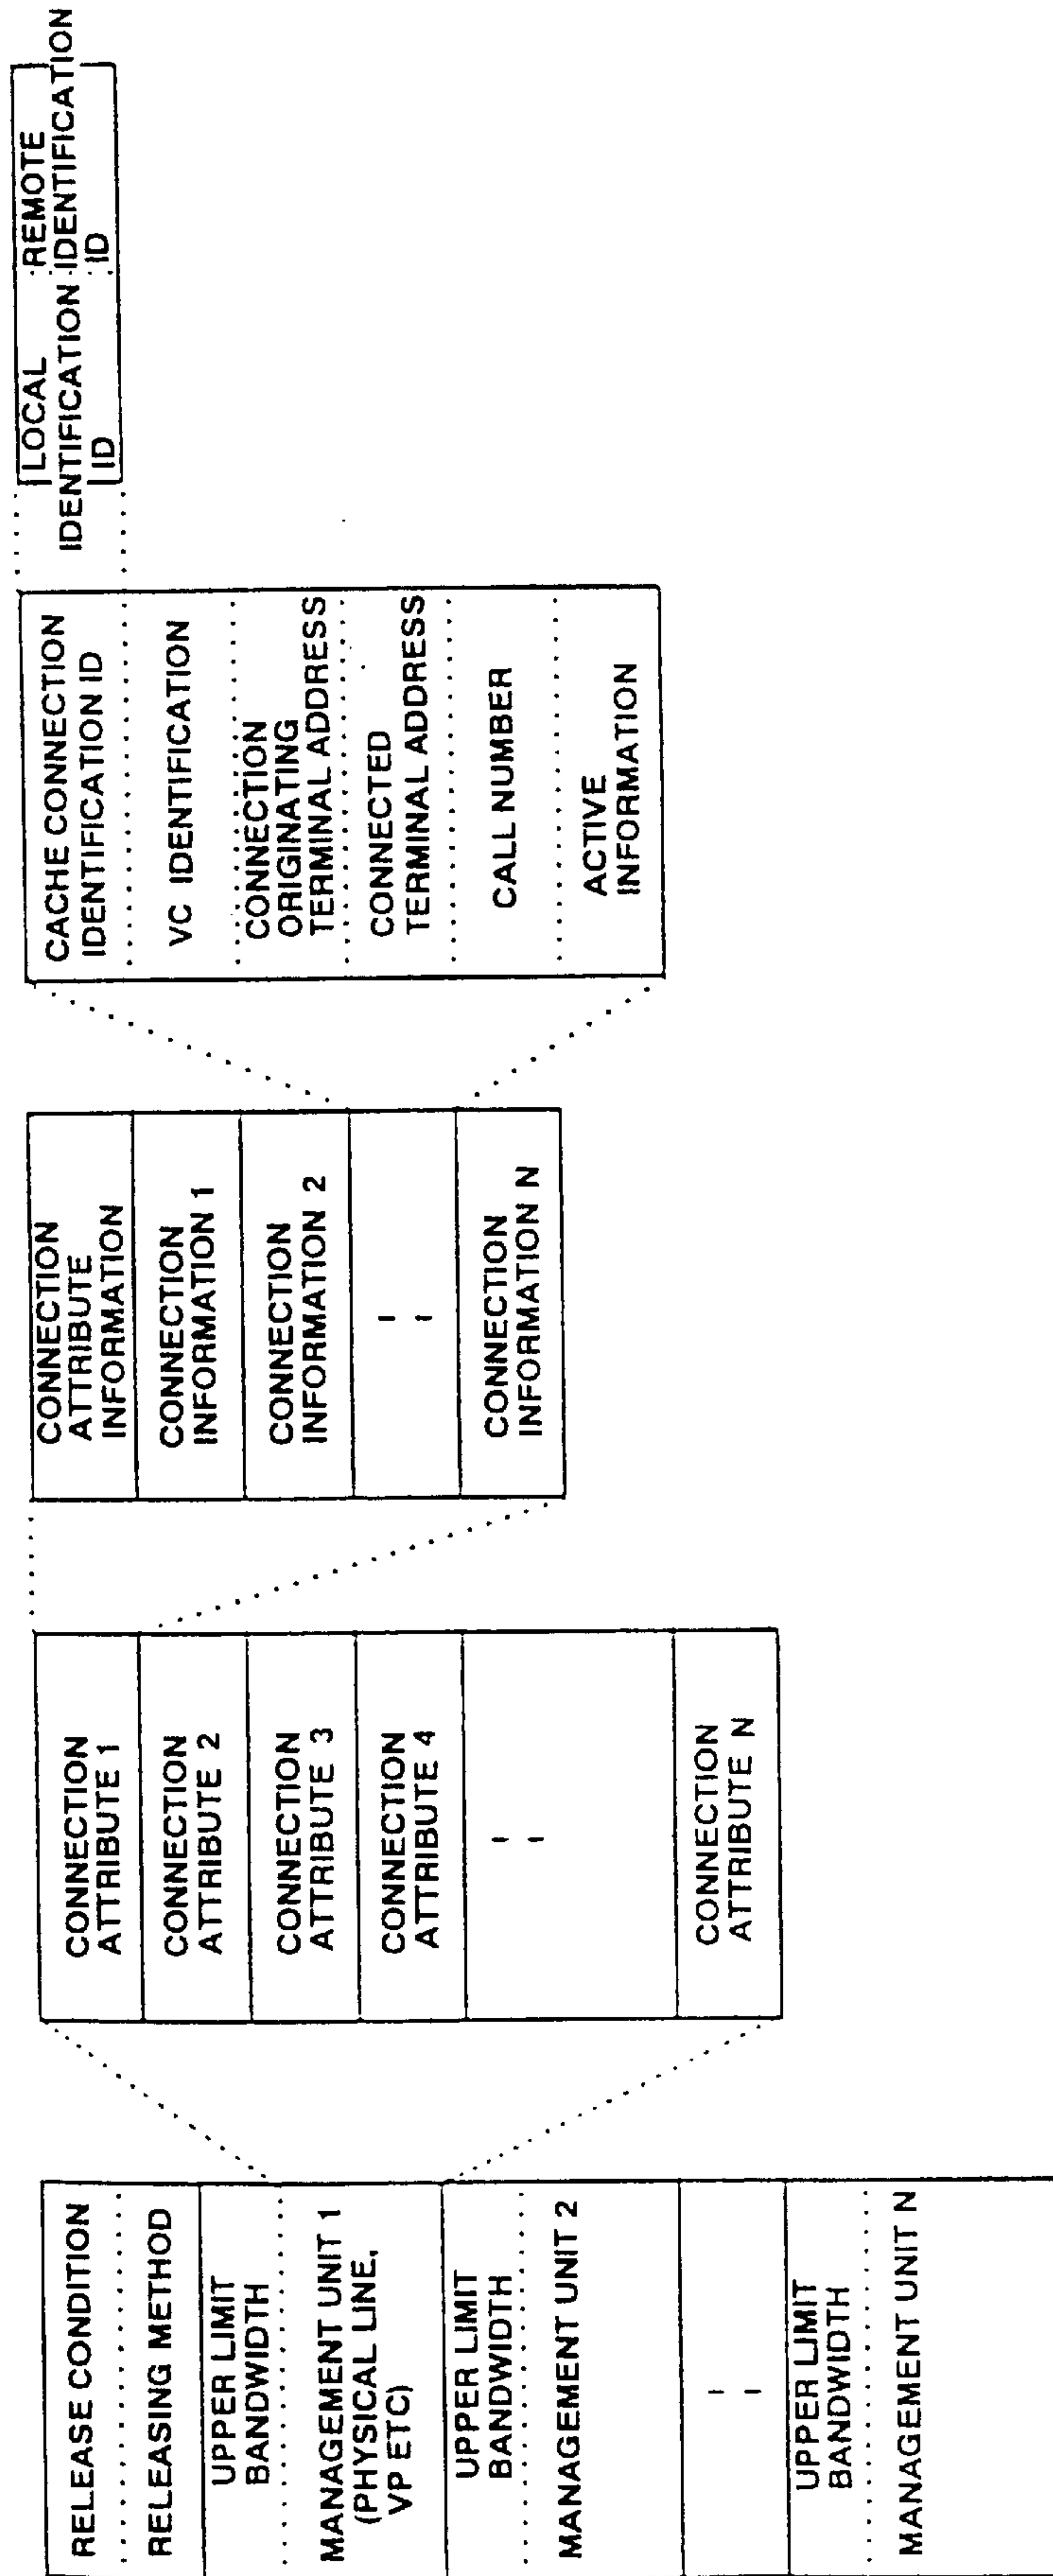 RELEASE CONDITION
RELEASING METHOD
UPPER LIMIT
BANDWIDTH
MANAGEMENT UNIT 1
(PHYSICAL LINE,
VP ETC)
UPPER LIMIT
BANDWIDTH
MANAGEMENT UNIT 2
UPPER LIMIT
BANDWIDTH
MANAGEMENT UNIT N
CONNECTION
ATTRIBUTE 1
CONNECTION
ATTRIBUTE 2
CONNECTION
ATTRIBUTE 3
CONNECTION
ATTRIBUTE 4
CONNECTION
ATTRIBUTE N
CONNECTION
ATTRIBUTE
INFORMATION
CONNECTION
INFORMATION 1
CONNECTION
INFORMATION 2
CONNECTION
INFORMATION N
CACHE CONNECTION
IDENTIFICATION ID
VC IDENTIFICATION
CONNECTION
ORIGINATING
TERMINAL ADDRESS
CONNECTED
TERMINAL ADDRESS
CALL NUMBER
ACTIVE
INFORMATION
LOCAL
IDENTIFICATION
ID
REMOTE
IDENTIFICATION
ID